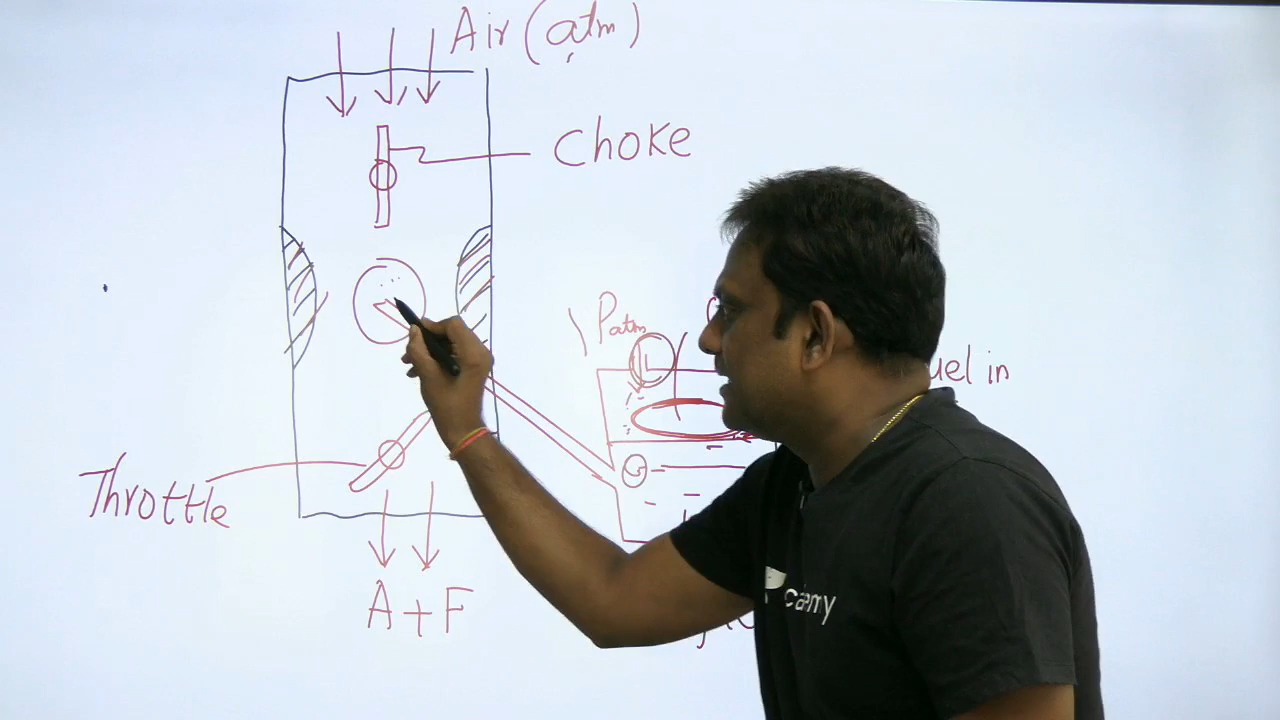 Air (atm)
Choke
Patm
uel in
Throttle
A + F
cademy